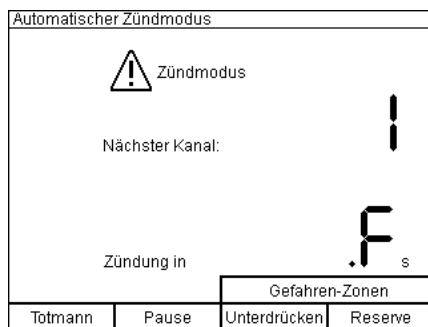 Automatischer Zündmodus
Zündmodus
Nächster Kanal: 1
Zündung in .F s
Gefahren-Zonen
Totmann Pause Unterdrücken Reserve